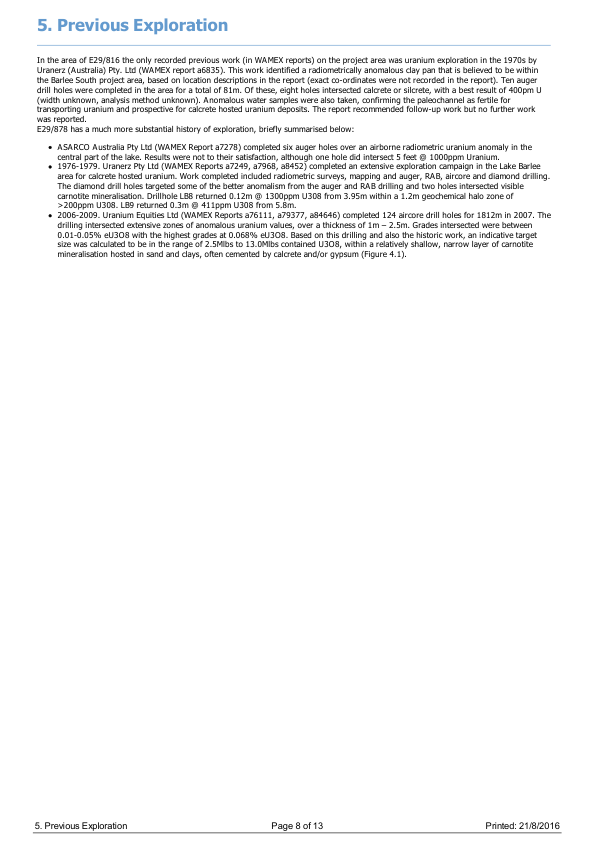 5. Previous Exploration
In the area of E29/816 the only recorded previous work (in WAMEX reports) on the project area was uranium exploration in the 1970s by
Uranerz (Australia) Pty. Ltd (WAMEX report a6835). This work identified a radiometrically anomalous clay pan that is believed to be within
the Barlee South project area, based on location descriptions in the report (exact co-ordinates were not recorded in the report). Ten auger
drill holes were completed in the area for a total of 81m. Of these, eight holes intersected calcrete or silcrete, with a best result of 400pm U
(width unknown, analysis method unknown). Anomalous water samples were also taken, confirming the paleochannel as fertile for
transporting uranium and prospective for calcrete hosted uranium deposits. The report recommended follow-up work but no further work
was reported.
E29/878 has a much more substantial history of exploration, briefly summarised below:
• ASARCO Australia Pty Ltd (WAMEX Report a7278) completed six auger holes over an airborne radiometric uranium anomaly in the
central part of the lake. Results were not to their satisfaction, although one hole did intersect 5 feet @ 1000ppm Uranium.
• 1976-1979. Uranerz Pty Ltd (WAMEX Reports a7249, a7968, a8452) completed an extensive exploration campaign in the Lake Barlee
area for calcrete hosted uranium. Work completed included radiometric surveys, mapping and auger, RAB, aircore and diamond drilling.
The diamond drill holes targeted some of the better anomalism from the auger and RAB drilling and two holes intersected visible
carnotite mineralisation. Drillhole LB8 returned 0.12m @ 1300ppm U308 from 3.95m within a 1.2m geochemical halo zone of
>200ppm U308. LB9 returned 0.3m @ 411ppm U308 from 5.8m.
• 2006-2009. Uranium Equities Ltd (WAMEX Reports a76111, a79377, a84646) completed 124 aircore drill holes for 1812m in 2007. The
drilling intersected extensive zones of anomalous uranium values, over a thickness of 1m – 2.5m. Grades intersected were between
0.01-0.05% eU3O8 with the highest grades at 0.068% eU3O8. Based on this drilling and also the historic work, an indicative target
size was calculated to be in the range of 2.5Mlbs to 13.0Mlbs contained U3O8, within a relatively shallow, narrow layer of carnotite
mineralisation hosted in sand and clays, often cemented by calcrete and/or gypsum (Figure 4.1).
5. Previous Exploration Page 8 of 13 Printed: 21/8/2016